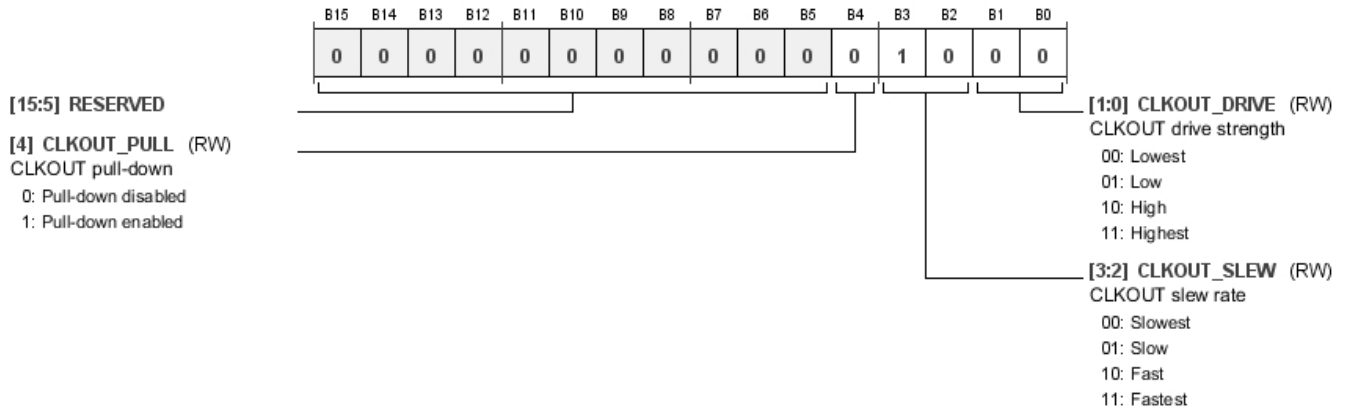 B15 B14 B13 B12 B11 B10 B9 B8 B7 B6 B5 B4 B3 B2 B1 B0
0 0 0 0 0 0 0 0 0 0 0 0 1 0 0 0
[15:5] RESERVED
[4] CLKOUT_PULL (RW)
CLKOUT pull-down
0: Pull-down disabled
1: Pull-down enabled
[1:0] CLKOUT_DRIVE (RW)
CLKOUT drive strength
00: Lowest
01: Low
10: High
11: Highest
[3:2] CLKOUT_SLEW (RW)
CLKOUT slew rate
00: Slowest
01: Slow
10: Fast
11: Fastest